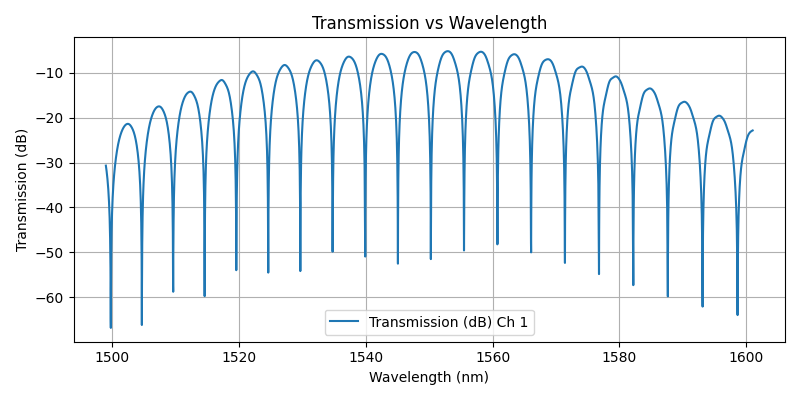 Transmission vs Wavelength
Transmission (dB)
−10
−20
−30
−40
−50
−60
Transmission (dB) Ch 1
1500 1520 1540 1560 1580 1600
Wavelength (nm)